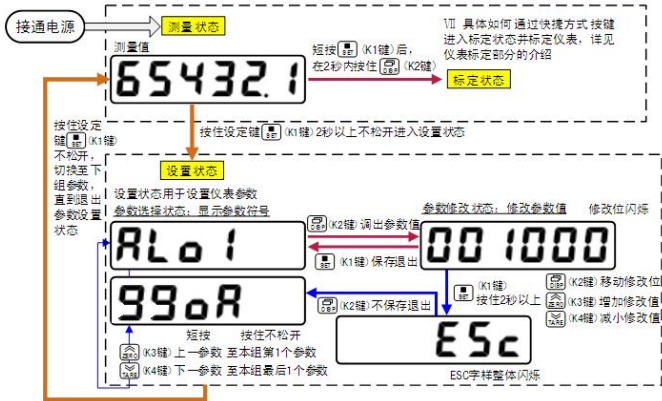 接通电源
测量状态
测量值
65432.1
短按 SET (K1键)后,
在2秒内按住 DISP (K2键)
标定状态
VII 具体如何通过快捷方式按键
进入标定状态并标定仪表,详见
仪表标定部分的介绍
按住设定键 SET (K1键)2秒以上不松开进入设置状态
按住设定
键 SET (K1键)
不松开,
切换至下
组参数,
直到退出
参数设置
状态
设置状态
设置状态用于设置仪表参数
参数选择状态:显示参数符号
ALo1
DISP (K2键)调出参数值
SET (K1键)保存退出
参数修改状态:修改参数值 修改位闪烁
001000
99oA
DISP (K2键)不保存退出
SET (K1键)
按住2秒以上
DISP (K2键)移动修改位
ZERO (K3键)增加修改值
TARE (K4键)减小修改值
ESc
ESC字样整体闪烁
短按 按住不松开
ZERO (K3键)上一参数 至本组第1个参数
TARE (K4键)下一参数 至本组最后1个参数